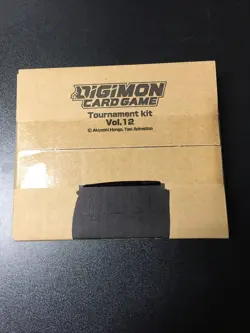 DIGIMON
CARD GAME
Tournament kit
Vol.12
© Akiyoshi Hongo, Toei Animation